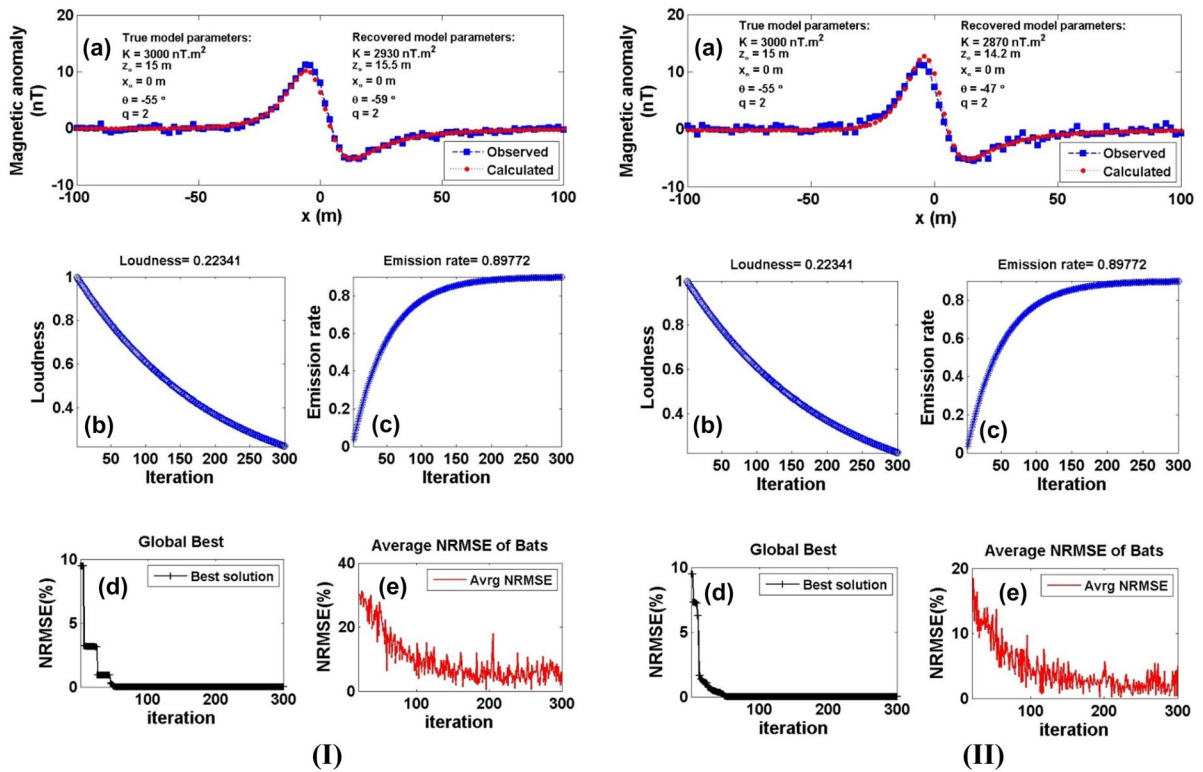 (a)
True model parameters:
K = 3000 nT.m²
zₒ = 15 m
xₒ = 0 m
θ = -55 °
q = 2
Recovered model parameters:
K = 2930 nT.m²
zₒ = 15.5 m
xₒ = 0 m
θ = -59 °
q = 2
Magnetic anomaly
(nT)
20
10
0
-10
Observed
Calculated
-100
-50
0
50
100
x (m)
(a)
True model parameters:
K = 3000 nT.m²
zₒ = 15 m
xₒ = 0 m
θ = -55 °
q = 2
Recovered model parameters:
K = 2870 nT.m²
zₒ = 14.2 m
xₒ = 0 m
θ = -47 °
q = 2
Magnetic anomaly
(nT)
20
10
0
-10
Observed
Calculated
-100
-50
0
50
100
x (m)
Loudness= 0.22341
Loudness
1
0.8
0.6
0.4
(b)
50 100 150 200 250 300
Iteration
Emission rate= 0.89772
Emission rate
0.8
0.6
0.4
0.2
0
(c)
50 100 150 200 250 300
Iteration
Loudness= 0.22341
Loudness
1
0.8
0.6
0.4
(b)
50 100 150 200 250 300
Iteration
Emission rate= 0.89772
Emission rate
0.8
0.6
0.4
0.2
0
(c)
50 100 150 200 250 300
Iteration
Global Best
NRMSE(%)
10
5
0
(d)
Best solution
100 200 300
iteration
Average NRMSE of Bats
NRMSE(%)
40
20
0
(e)
Avrg NRMSE
100 200 300
iteration
Global Best
NRMSE(%)
10
5
0
(d)
Best solution
100 200 300
iteration
Average NRMSE of Bats
NRMSE(%)
20
10
0
(e)
Avrg NRMSE
100 200 300
iteration
(I)
(II)